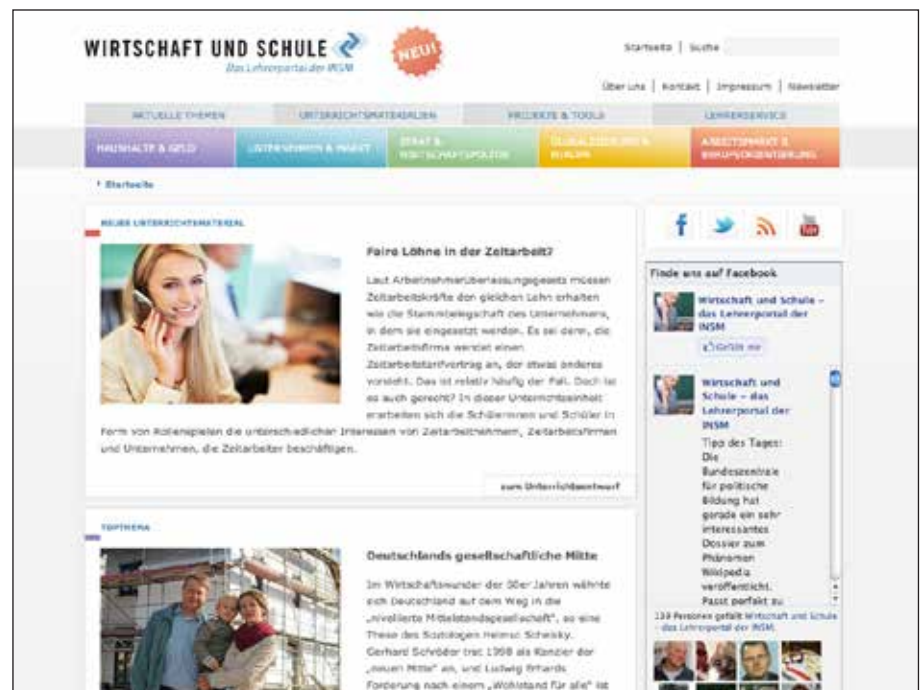 WIRTSCHAFT UND SCHULE
Das Lehrerportal der INSM
NEU!
Startseite | Suche
Über uns | Kontakt | Impressum | Newsletter
AKTUELLE THEMEN
UNTERRICHTSMATERIALIEN
PROJEKTE & TOOLS
LEHRERSERVICE
HAUSHALTE & GELD
UNTERNEHMEN & MARKT
STAAT &
WIRTSCHAFTSPOLITIK
GLOBALISIERUNG &
EUROPA
ARBEITSMARKT &
BERUFSORIENTIERUNG
Startseite
NEUES UNTERRICHTSMATERIAL
Faire Löhne in der Zeitarbeit?
Laut Arbeitnehmerüberlassungsgesetz müssen
Zeitarbeitskräfte den gleichen Lohn erhalten
wie die Stammbelegschaft des Unternehmens,
in dem sie eingesetzt werden. Es sei denn, die
Zeitarbeitsfirma wendet einen
Zeitarbeitstarifvertrag an, der etwas anderes
vorsieht. Das ist relativ häufig der Fall. Doch ist
es auch gerecht? In dieser Unterrichtseinheit
erarbeiten sich die Schülerinnen und Schüler in
Form von Rollenspielen die unterschiedlichen Interessen von Zeitarbeitnehmern, Zeitarbeitsfirmen
und Unternehmen, die Zeitarbeiter beschäftigen.
zum Unterrichtsentwurf
TOPTHEMA
Deutschlands gesellschaftliche Mitte
Im Wirtschaftswunder der 50er Jahren wähnte
sich Deutschland auf dem Weg in die
„nivellierte Mittelstandsgesellschaft“, so eine
These des Soziologen Helmut Schelsky.
Gerhard Schröder trat 1998 als Kanzler der
„neuen Mitte“ an, und Ludwig Erhards
Forderung nach einem „Wohlstand für alle“ ist
Finde uns auf Facebook
Wirtschaft und Schule –
das Lehrerportal der
INSM
Gefällt mir
Wirtschaft und
Schule – das
Lehrerportal der
INSM
Tipp des Tages:
Die
Bundeszentrale
für politische
Bildung hat
gerade ein sehr
interessantes
Dossier zum
Phänomen
Wikipedia
veröffentlicht.
Passt perfekt zu
139 Personen gefällt Wirtschaft und Schule
- das Lehrerportal der INSM.